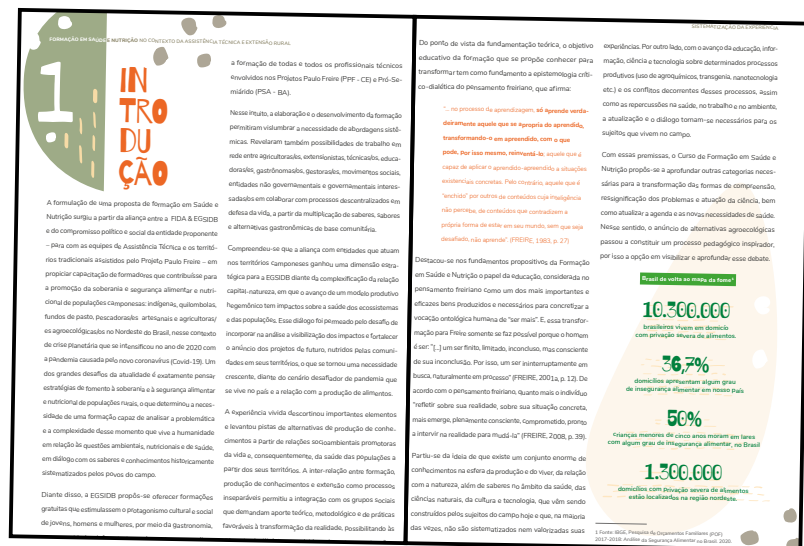 FORMAÇÃO EM SAÚDE E NUTRIÇÃO NO CONTEXTO DA ASSISTÊNCIA TÉCNICA E EXTENSÃO RURAL
1
IN
TRO
DU
ÇÃO
A formulação de uma proposta de formação em Saúde e
Nutrição surgiu a partir da aliança entre a FIDA & EGSIDB
e do compromisso político e social da entidade proponente
– para com as equipes de Assistência Técnica e os territó-
rios tradicionais assistidos pelo Projeto Paulo Freire – em
propiciar capacitação de formadores que contribuísse para
a promoção da soberania e segurança alimentar e nutri-
cional de populações camponesas: indígenas, quilombolas,
fundos de pasto, pescadoras/es artesanais e agricultoras/
es agroecológicas/os no Nordeste do Brasil, nesse contexto
de crise planetária que se intensificou no ano de 2020 com
a pandemia causada pelo novo coronavírus (Covid-19). Um
dos grandes desafios da atualidade é exatamente pensar
estratégias de fomento à soberania e à segurança alimentar
e nutricional de populações rurais, o que determinou a neces-
sidade de uma formação capaz de analisar a problemática
e a complexidade desse momento que vive a humanidade
em relação às questões ambientais, nutricionais e de saúde,
em diálogo com os saberes e conhecimentos historicamente
sistematizados pelos povos do campo.
Diante disso, a EGSIDB propôs-se oferecer formações
gratuitas que estimulassem o protagonismo cultural e social
de jovens, homens e mulheres, por meio da gastronomia,
a formação de todas e todos os profissionais técnicos
envolvidos nos Projetos Paulo Freire (PPF - CE) e Pró-Se-
miárido (PSA – BA).
Nesse intuito, a elaboração e o desenvolvimento da formação
permitiram vislumbrar a necessidade de abordagens sistê-
micas. Revelaram também possibilidades de trabalho em
rede entre agricultoras/es, extensionistas, técnicas/os, educa-
doras/es, gastrônomas/os, gestoras/es, movimentos sociais,
entidades não governamentais e governamentais interes-
sadas/os em colaborar com processos descentralizados em
defesa da vida, a partir da multiplicação de saberes, sabores
e alternativas gastronômicas de base comunitária.
Compreendeu-se que a aliança com entidades que atuam
nos territórios camponeses ganhou uma dimensão estra-
tégica para a EGSIDB diante da complexificação da relação
capital-natureza, em que o avanço de um modelo produtivo
hegemônico tem impactos sobre a saúde dos ecossistemas
e das populações. Esse diálogo foi permeado pelo desafio de
incorporar na análise a visibilização dos impactos e fortalecer
o anúncio dos projetos de futuro, nutridos pelas comuni-
dades em seus territórios, o que se tornou uma necessidade
crescente, diante do cenário desafiador de pandemia que
se vive no país e a relação com a produção de alimentos.
A experiência vivida descortinou importantes elementos
e levantou pistas de alternativas de produção de conhe-
cimentos a partir de relações socioambientais promotoras
da vida e, consequentemente, da saúde das populações a
partir dos seus territórios. A inter-relação entre formação,
produção de conhecimentos e extensão como processos
inseparáveis permitiu a integração com os grupos sociais
que demandam aporte teórico, metodológico e de práticas
favoráveis à transformação da realidade, possibilitando às
SISTEMATIZAÇÃO DA EXPERIÊNCIA
Do ponto de vista da fundamentação teórica, o objetivo
educativo da formação que se propõe conhecer para
transformar tem como fundamento a epistemologia críti-
co-dialética do pensamento freiriano, que afirma:
"... no processo de aprendizagem, só aprende verda-
deiramente aquele que se apropria do aprendido,
transformando-o em apreendido, com o que
pode. Por isso mesmo, reinventá-lo; aquele que é
capaz de aplicar o aprendido-apreendido a situações
existenciais concretas. Pelo contrário, aquele que é
"enchido" por outros de conteúdos cuja inteligência
não percebe, de conteúdos que contradizem a
própria forma de estar em seu mundo, sem que seja
desafiado, não aprende". (FREIRE, 1983, p. 27)
Destacou-se nos fundamentos propositivos da Formação
em Saúde e Nutrição o papel da educação, considerada no
pensamento freiriano como um dos mais importantes e
eficazes bens produzidos e necessários para concretizar a
vocação ontológica humana de "ser mais". E, essa transfor-
mação para Freire somente se faz possível porque o homem
é ser: "[...] um ser finito, limitado, inconcluso, mas consciente
de sua inconclusão. Por isso, um ser ininterruptamente em
busca, naturalmente em processo" (FREIRE, 2001a, p. 12). De
acordo com o pensamento freiriano, quanto mais o indivíduo
"refletir sobre sua realidade, sobre sua situação concreta,
mais emerge, plenamente consciente, comprometido, pronto
a intervir na realidade para mudá-la" (FREIRE, 2008, p. 39).
Partiu-se da ideia de que existe um conjunto enorme de
conhecimentos na esfera da produção e do viver, da relação
com a natureza, além de saberes no âmbito da saúde, das
ciências naturais, da cultura e tecnologia, que vêm sendo
construídos pelos sujeitos do campo hoje e que, na maioria
das vezes, não são sistematizados nem valorizadas suas
experiências. Por outro lado, com o avanço da educação, infor-
mação, ciência e tecnologia sobre determinados processos
produtivos (uso de agroquímicos, transgenia, nanotecnologia
etc.) e os conflitos decorrentes desses processos, assim
como as repercussões na saúde, no trabalho e no ambiente,
a atualização e o diálogo tornam-se necessários para os
sujeitos que vivem no campo.
Com essas premissas, o Curso de Formação em Saúde e
Nutrição propôs-se a aprofundar outras categorias neces-
sárias para a transformação das formas de compreensão,
ressignificação do problemas e atuação da ciência, bem
como atualizar a agenda e as novas necessidades de saúde.
Nesse sentido, o anúncio de alternativas agroecológicas
passou a constituir um processo pedagógico inspirador,
por isso a opção em visibilizar e aprofundar esse debate.
Brasil de volta ao mapa da fome¹
10.300.000
brasileiros vivem em domicílio
com privação severa de alimentos.
36,7%
domicílios apresentam algum grau
de insegurança alimentar em nosso País
50%
crianças menores de cinco anos moram em lares
com algum grau de insegurança alimentar, no Brasil
1.300.000
domicílios com privação severa de alimentos
estão localizados na região nordeste.
1 Fonte: IBGE, Pesquisa de Orçamentos Familiares (POF)
2017-2018: Análise da Segurança Alimentar no Brasil. 2020.